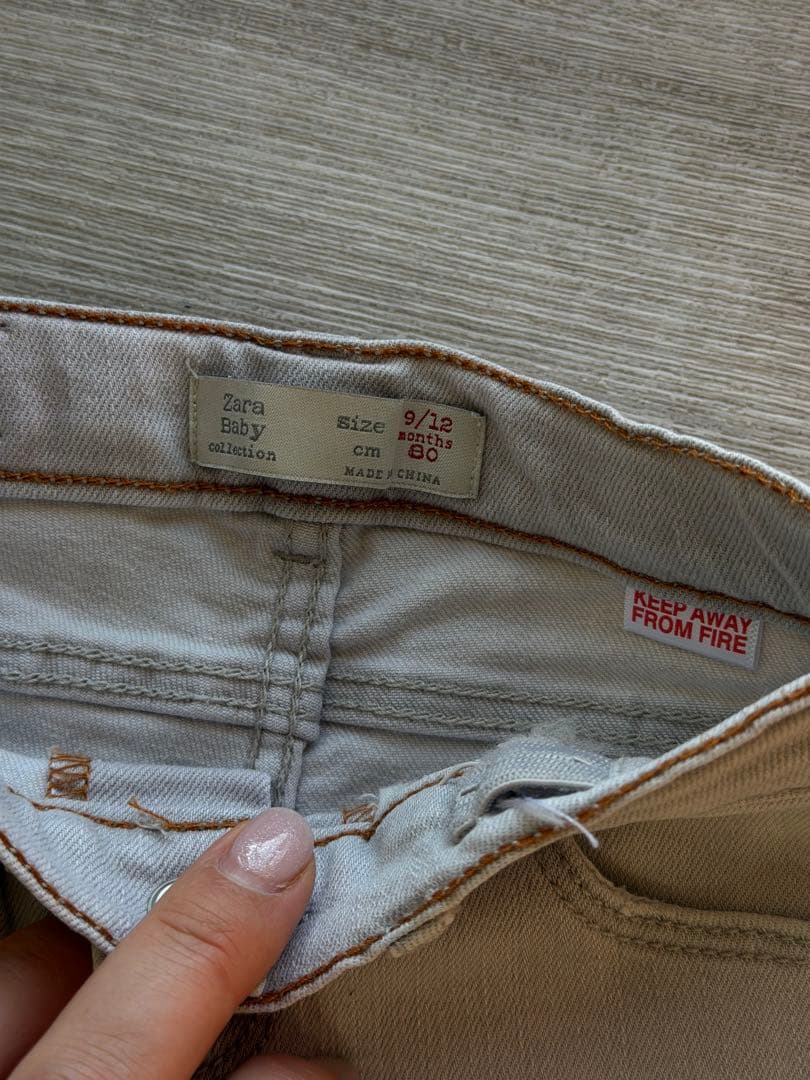 Zara
Baby
collection
Size 9/12
months
cm 80
MADE IN CHINA
KEEP AWAY
FROM FIRE